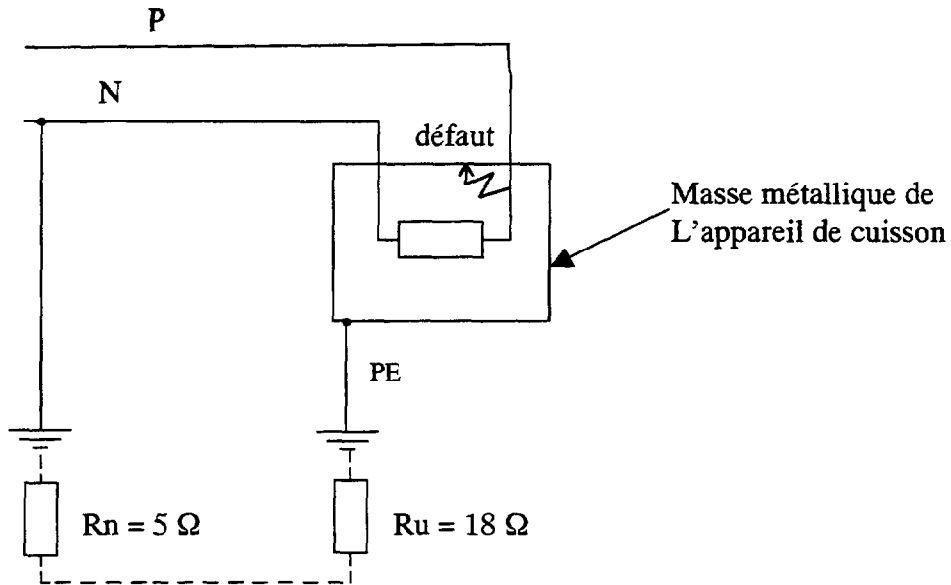 P
N
défaut
Masse métallique de
L'appareil de cuisson
PE
Rn = 5 Ω
Ru = 18 Ω